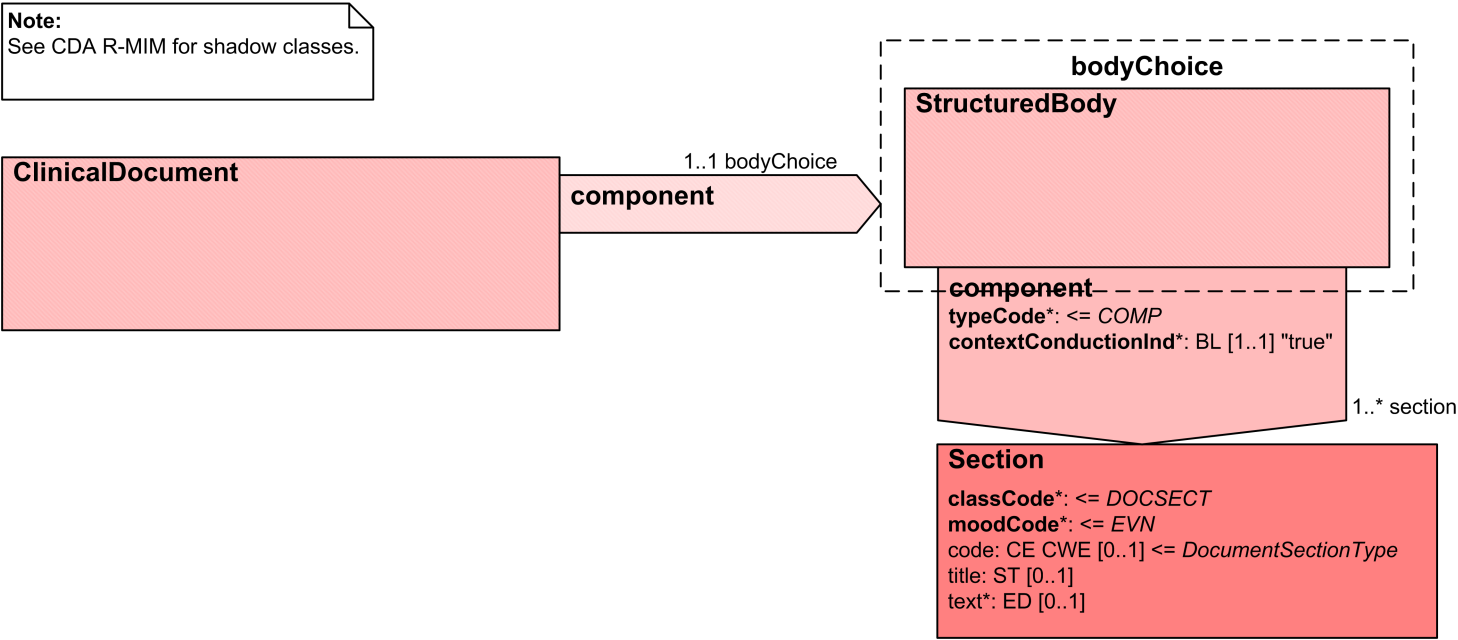 Note:
See CDA R-MIM for shadow classes.
bodyChoice
StructuredBody
ClinicalDocument
1..1 bodyChoice
component
component
typeCode*: <= COMP
contextConductionInd*: BL [1..1] "true"
1..* section
Section
classCode*: <= DOCSECT
moodCode*: <= EVN
code: CE CWE [0..1] <= DocumentSectionType
title: ST [0..1]
text*: ED [0..1]